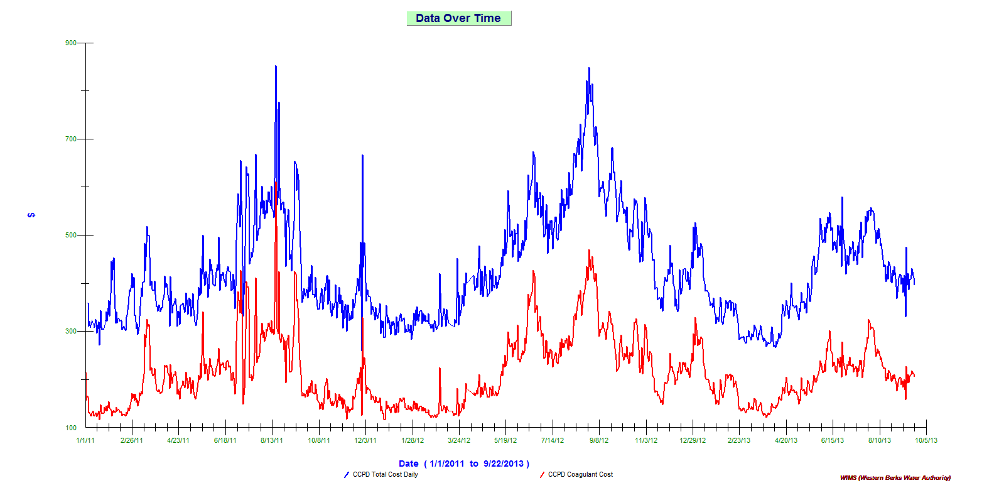 Data Over Time
900
700
500
300
100
$
1/1/11 2/26/11 4/23/11 6/18/11 8/13/11 10/8/11 12/3/11 1/28/12 3/24/12 5/19/12 7/14/12 9/8/12 11/3/12 12/29/12 2/23/13 4/20/13 6/15/13 8/10/13 10/5/13
Date ( 1/1/2011 to 9/22/2013 )
CCPD Total Cost Daily CCPD Coagulant Cost
WIMS (Western Berks Water Authority)